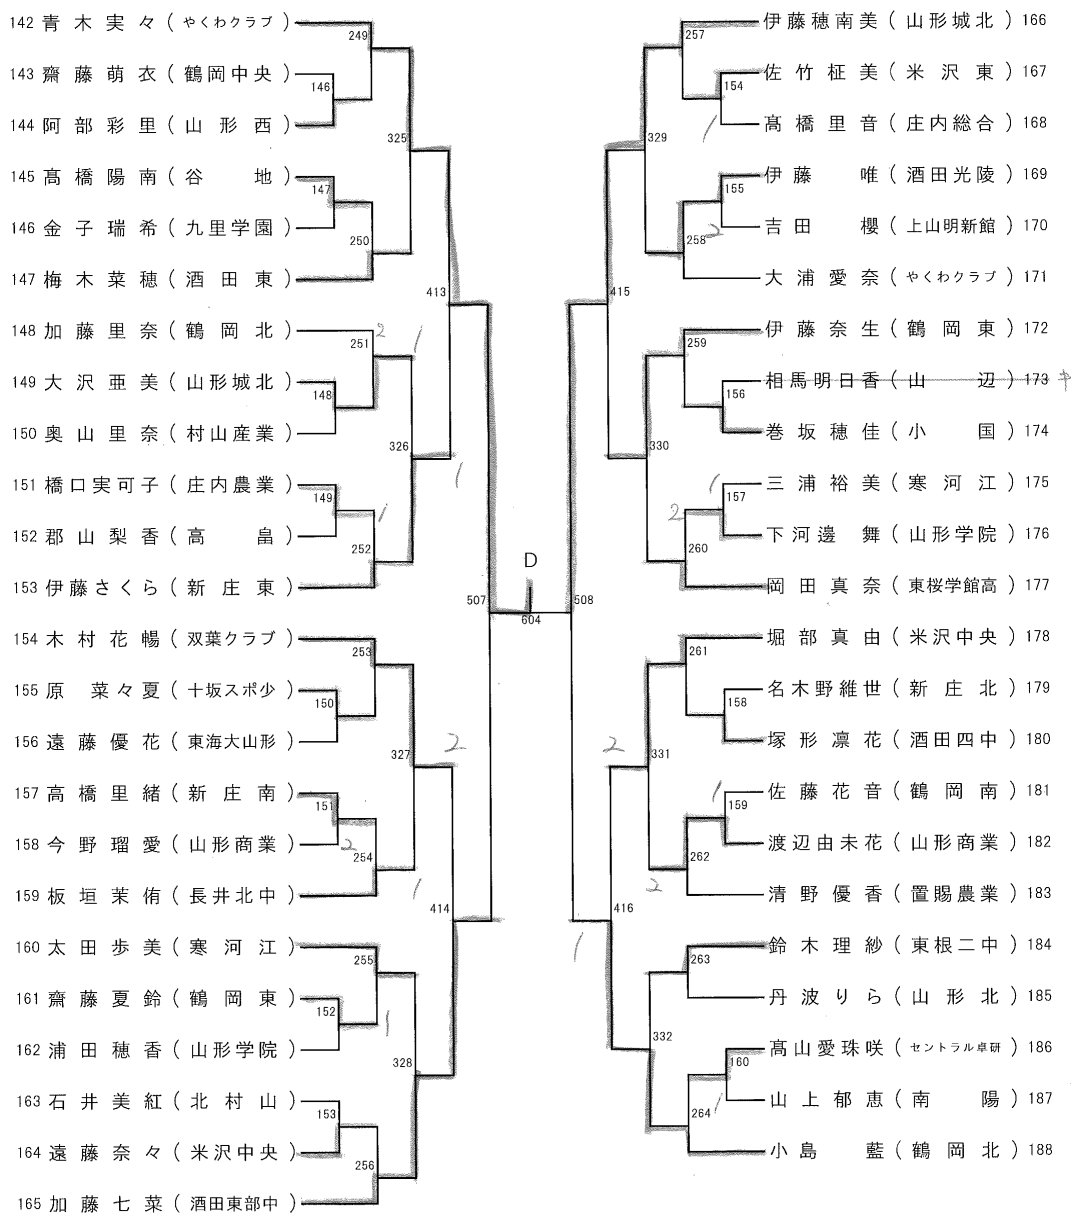 142 青木実々 (やくわクラブ)
143 齋藤萌衣 (鶴岡中央)
144 阿部彩里 (山形西)
145 髙橋陽南 (谷地)
146 金子瑞希 (九里学園)
147 梅木菜穂 (酒田東)
148 加藤里奈 (鶴岡北)
149 大沢亜美 (山形城北)
150 奥山里奈 (村山産業)
151 橋口実可子 (庄内農業)
152 郡山梨香 (高畠)
153 伊藤さくら (新庄東)
154 木村花暢 (双葉クラブ)
155 原菜々夏 (十坂スポ少)
156 遠藤優花 (東海大山形)
157 高橋里緒 (新庄南)
158 今野瑠愛 (山形商業)
159 板垣茉侑 (長井北中)
160 太田歩美 (寒河江)
161 齋藤夏鈴 (鶴岡東)
162 浦田穂香 (山形学院)
163 石井美紅 (北村山)
164 遠藤奈々 (米沢中央)
165 加藤七菜 (酒田東部中)
249
146
325
147
250
413
251
148
326
149
252
507
253
150
327
151
254
414
255
152
328
153
256
2
1
1
1
2
2
1
1
D
604
257
154
329
155
258
415
259
156
330
157
260
508
261
158
331
159
262
416
263
332
160
264
1
2
1
2
2
1
2
1
1
伊藤穂南美 (山形城北) 166
佐竹柾美 (米沢東) 167
髙橋里音 (庄内総合) 168
伊藤唯 (酒田光陵) 169
吉田櫻 (上山明新館) 170
大浦愛奈 (やくわクラブ) 171
伊藤奈生 (鶴岡東) 172
相馬明日香 (山辺) 173 キ
巻坂穂佳 (小国) 174
三浦裕美 (寒河江) 175
下河邊舞 (山形学院) 176
岡田真奈 (東桜学館高) 177
堀部真由 (米沢中央) 178
名木野維世 (新庄北) 179
塚形凛花 (酒田四中) 180
佐藤花音 (鶴岡南) 181
渡辺由未花 (山形商業) 182
清野優香 (置賜農業) 183
鈴木理紗 (東根二中) 184
丹波りら (山形北) 185
髙山愛珠咲 (セントラル卓研) 186
山上郁恵 (南陽) 187
小島藍 (鶴岡北) 188